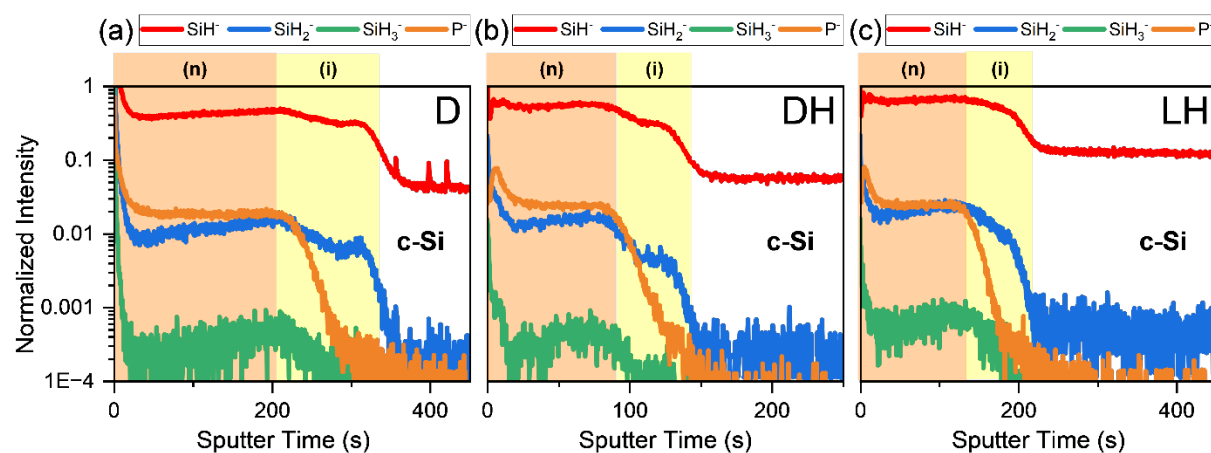 (a) SiH⁻ SiH₂⁻ SiH₃⁻ P⁻
(b) SiH⁻ SiH₂⁻ SiH₃⁻ P⁻
(c) SiH⁻ SiH₂⁻ SiH₃⁻ P⁻
(n) (i)
(n) (i)
(n) (i)
D
DH
LH
c-Si
c-Si
c-Si
Normalized Intensity
1
0.1
0.01
0.001
1E−4
0 200 400
0 100 200
0 200 400
Sputter Time (s)
Sputter Time (s)
Sputter Time (s)